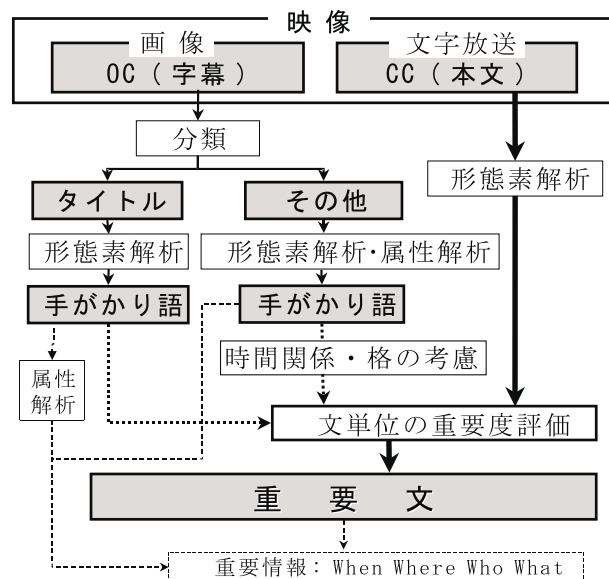 映像
画像
OC(字幕)
文字放送
CC(本文)
分類
形態素解析
タイトル
その他
形態素解析
形態素解析・属性解析
手がかり語
手がかり語
時間関係・格の考慮
属性
解析
文単位の重要度評価
重要文
重要情報：When Where Who What